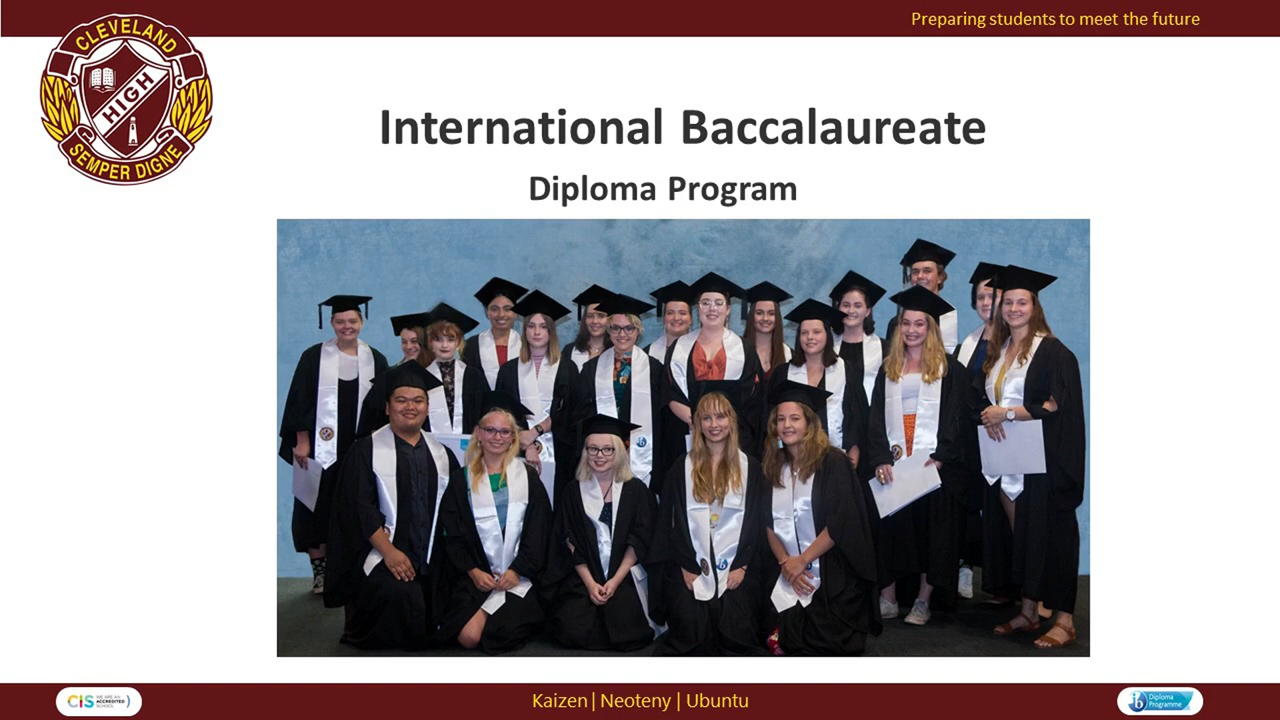 Preparing students to meet the future
CLEVELAND
HIGH
SEMPER DIGNE
International Baccalaureate
Diploma Program
CIS WE ARE AN
ACCREDITED
SCHOOL
Kaizen | Neoteny | Ubuntu
ib Diploma
Programme